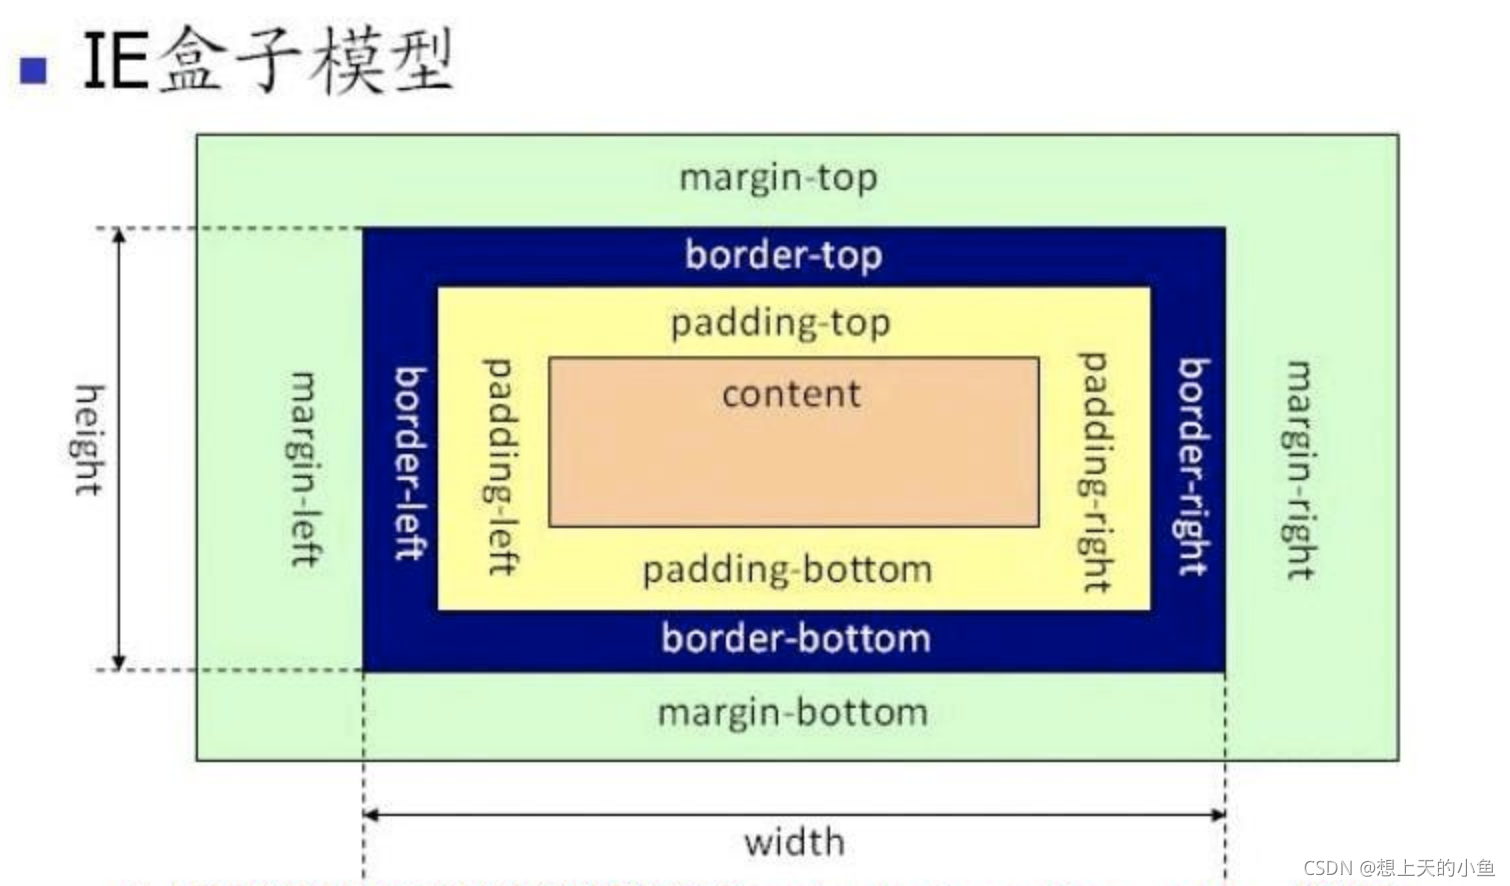 IE盒子模型
margin-top
border-top
padding-top
height
margin-left
border-left
padding-left
content
padding-right
border-right
margin-right
padding-bottom
border-bottom
margin-bottom
width
CSDN @想上天的小鱼